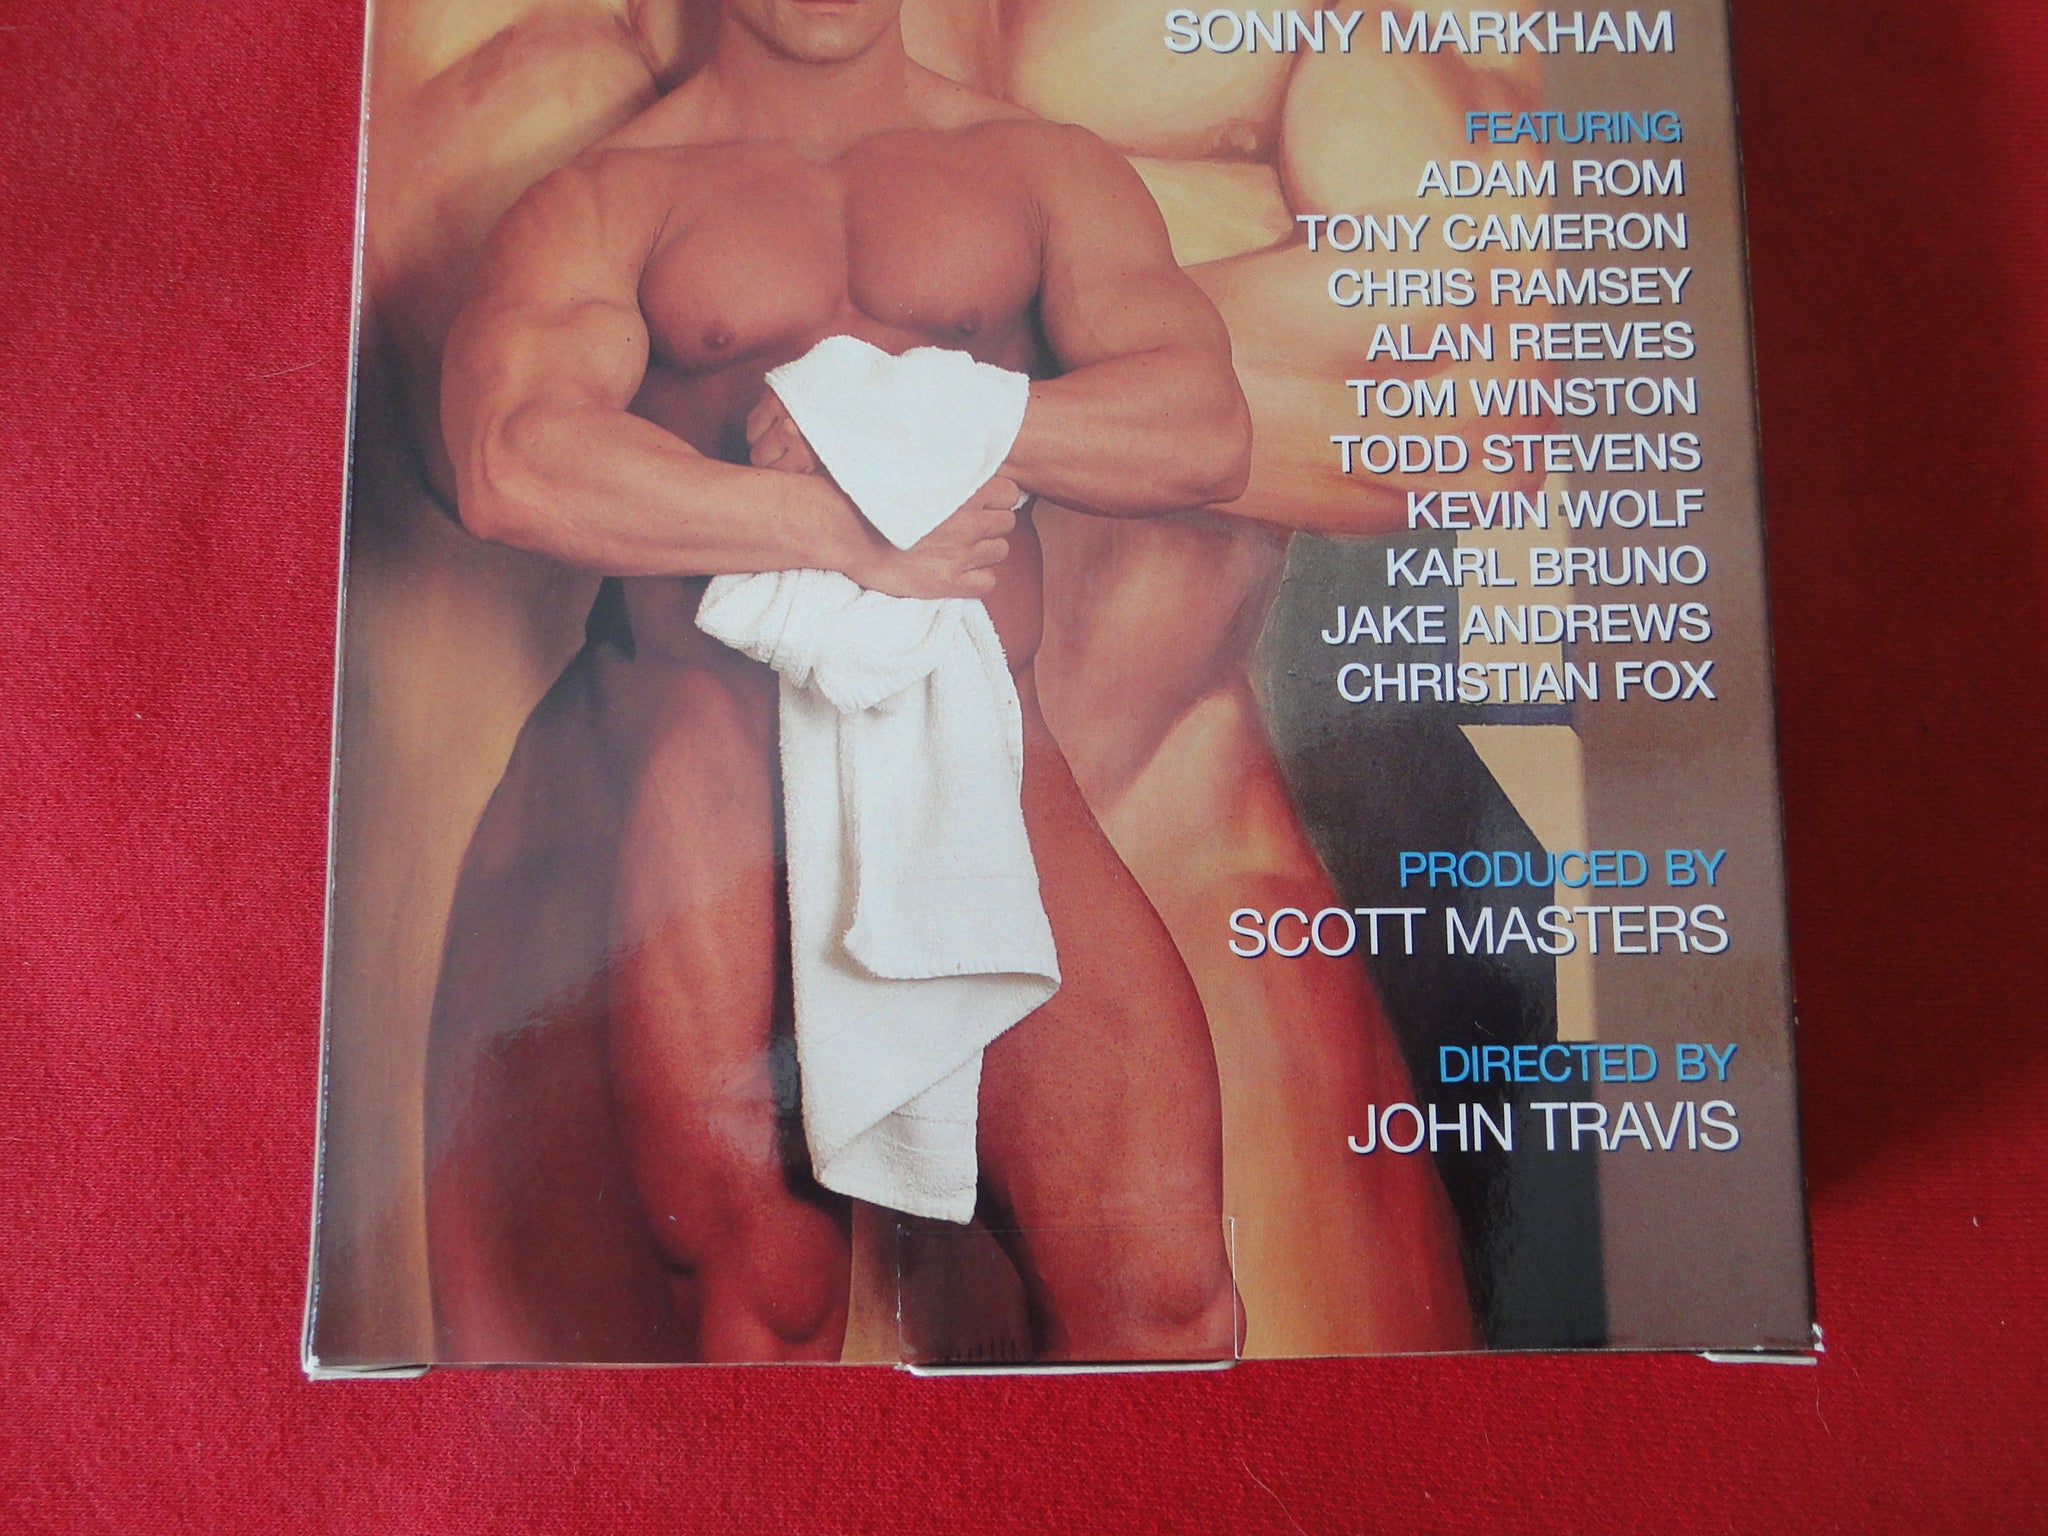 SONNY MARKHAM
FEATURING
ADAM ROM
TONY CAMERON
CHRIS RAMSEY
ALAN REEVES
TOM WINSTON
TODD STEVENS
KEVIN WOLF
KARL BRUNO
JAKE ANDREWS
CHRISTIAN FOX
PRODUCED BY
SCOTT MASTERS
DIRECTED BY
JOHN TRAVIS